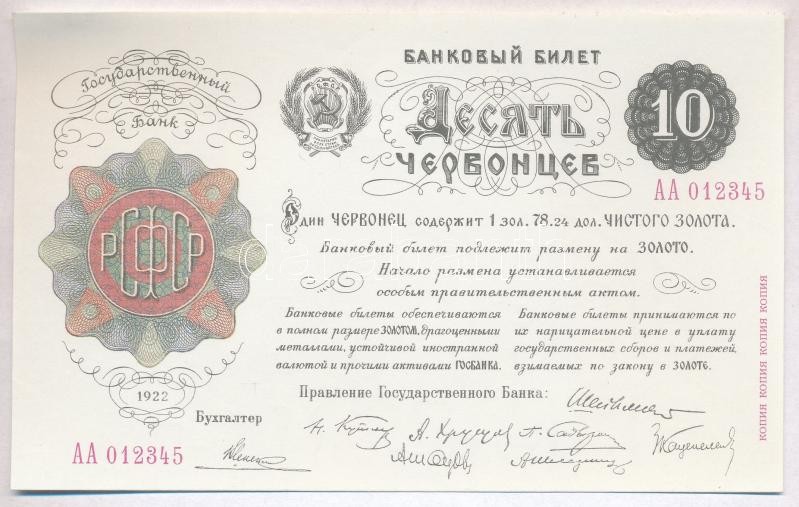 Государственный
Банк
РСФСР
1922
Бухгалтер
АА 012345
БАНКОВЫЙ БИЛЕТ
ДЕСЯТЬ
ЧЕРВОНЦЕВ
10
АА 012345
Один ЧЕРВОНЕЦ содержит 1 зол. 78.24 дол. ЧИСТОГО ЗОЛОТА.
Банковый билет подлежит размену на ЗОЛОТО.
Начало размена устанавливается
особым правительственным актом.
Банковые билеты обеспечиваются
в полном размере ЗОЛОТОМ, драгоценными
металлами, устойчивой иностранной
валютой и прочими активами ГОСБАНКА.
Банковые билеты принимаются по
их нарицательной цене в уплату
государственных сборов и платежей,
взимаемых по закону в ЗОЛОТЕ.
Правление Государственного Банка:
КОПИЯ КОПИЯ КОПИЯ КОПИЯ